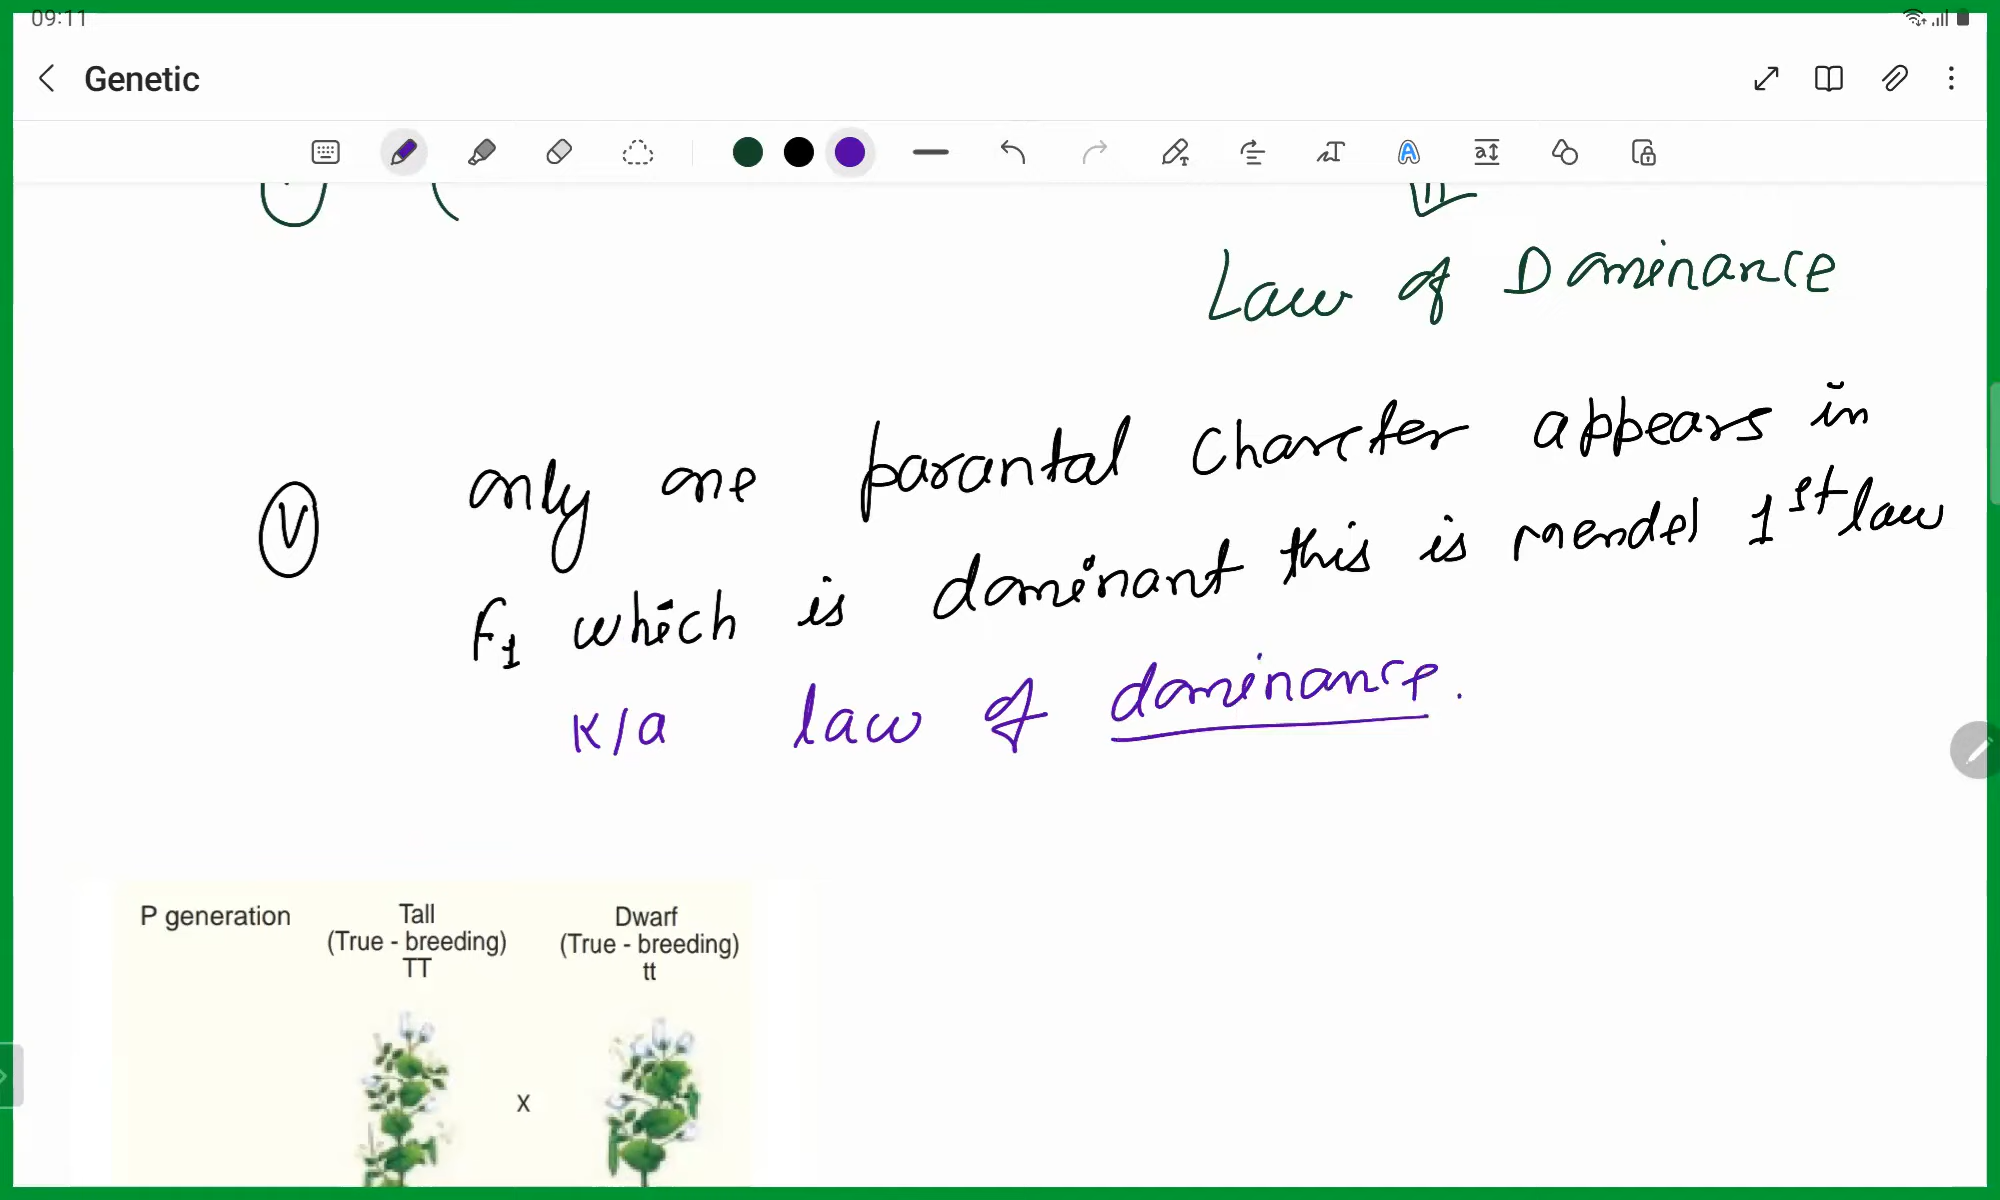 09:11
Genetic
Law of Dominance
V only one parantal Charcter appears in
F1 which is dominant this is mendel 1st law
K/a law of dominance.
P generation
Tall
(True - breeding)
TT
Dwarf
(True - breeding)
tt
x